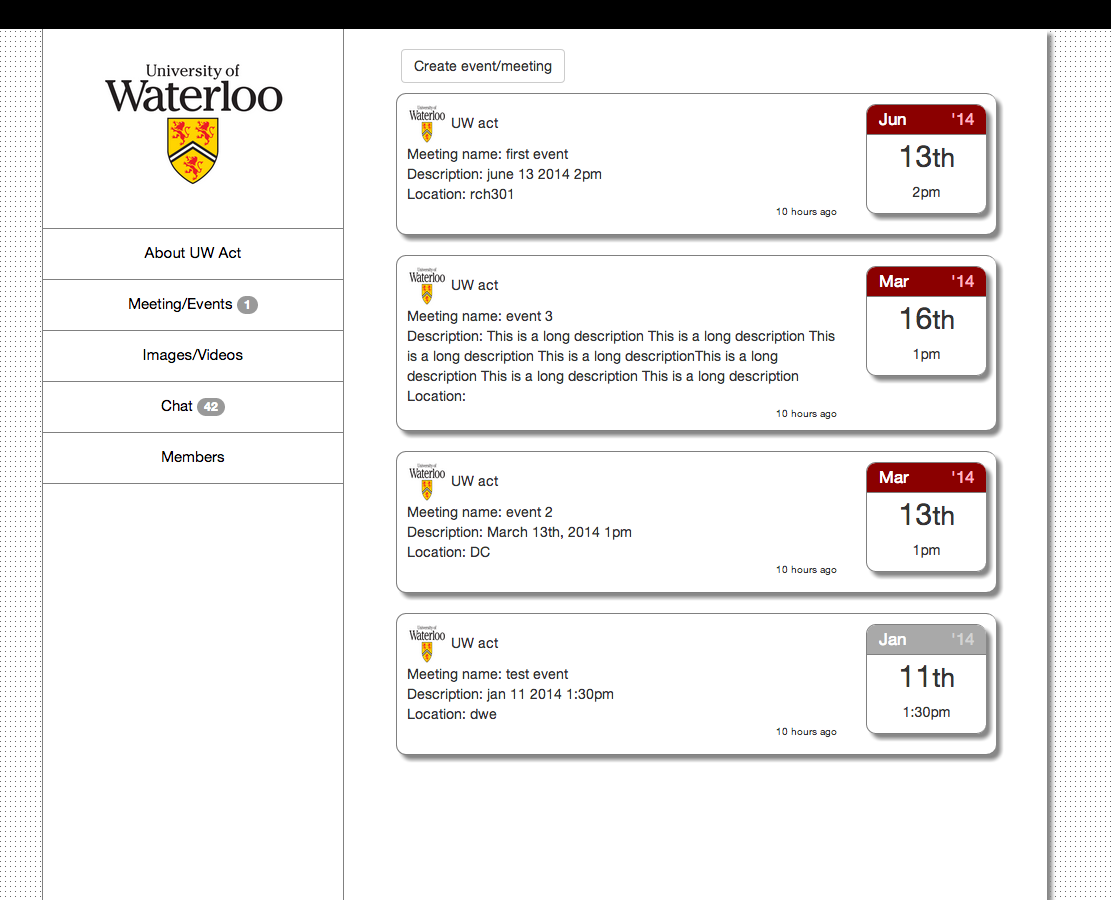 University of
Waterloo
About UW Act
Meeting/Events 1
Images/Videos
Chat 42
Members
Create event/meeting
University of
Waterloo
UW act
Meeting name: first event
Description: june 13 2014 2pm
Location: rch301
10 hours ago
Jun '14
13th
2pm
University of
Waterloo
UW act
Meeting name: event 3
Description: This is a long description This is a long description This
is a long description This is a long descriptionThis is a long
description This is a long description This is a long description
Location:
10 hours ago
Mar '14
16th
1pm
University of
Waterloo
UW act
Meeting name: event 2
Description: March 13th, 2014 1pm
Location: DC
10 hours ago
Mar '14
13th
1pm
University of
Waterloo
UW act
Meeting name: test event
Description: jan 11 2014 1:30pm
Location: dwe
10 hours ago
Jan '14
11th
1:30pm